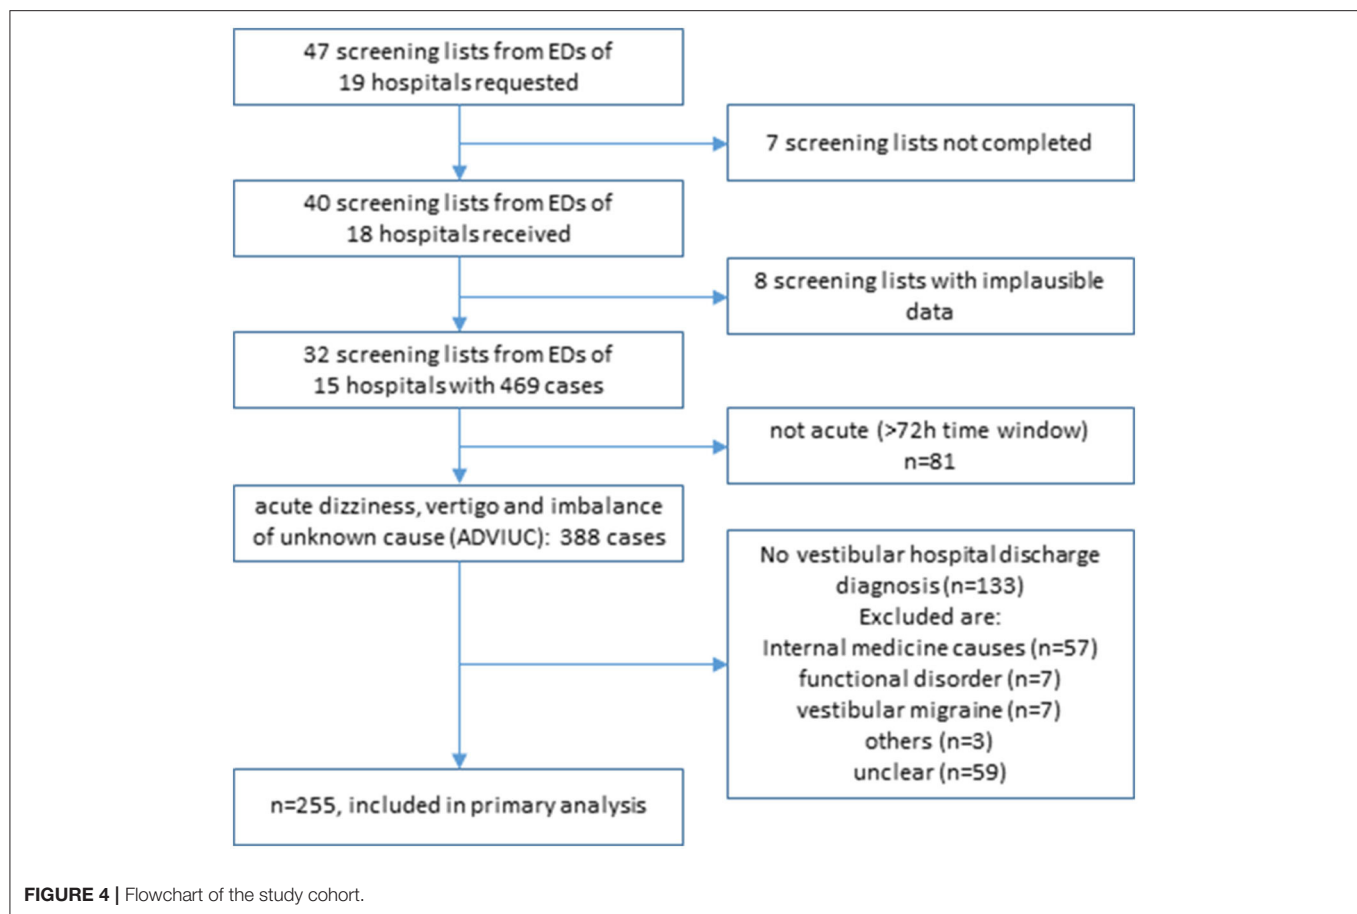 47 screening lists from EDs of
19 hospitals requested
7 screening lists not completed
40 screening lists from EDs of
18 hospitals received
8 screening lists with implausible
data
32 screening lists from EDs of
15 hospitals with 469 cases
not acute (>72h time window)
n=81
acute dizziness, vertigo and imbalance
of unknown cause (ADVIUC): 388 cases
No vestibular hospital discharge
diagnosis (n=133)
Excluded are:
Internal medicine causes (n=57)
functional disorder (n=7)
vestibular migraine (n=7)
others (n=3)
unclear (n=59)
n=255, included in primary analysis
FIGURE 4 | Flowchart of the study cohort.